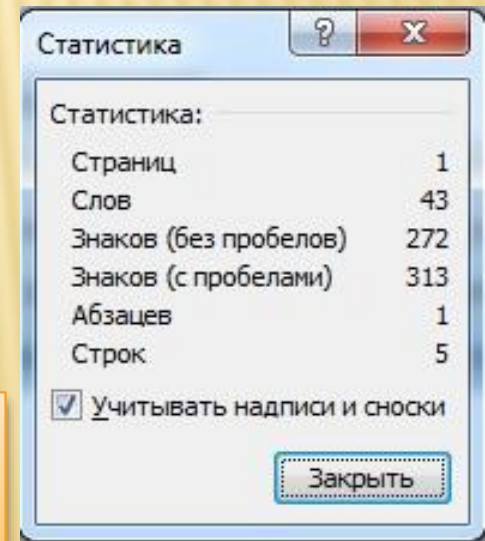 Статистика
Статистика:
Страниц 1
Слов 43
Знаков (без пробелов) 272
Знаков (с пробелами) 313
Абзацев 1
Строк 5
Учитывать надписи и сноски
Закрыть